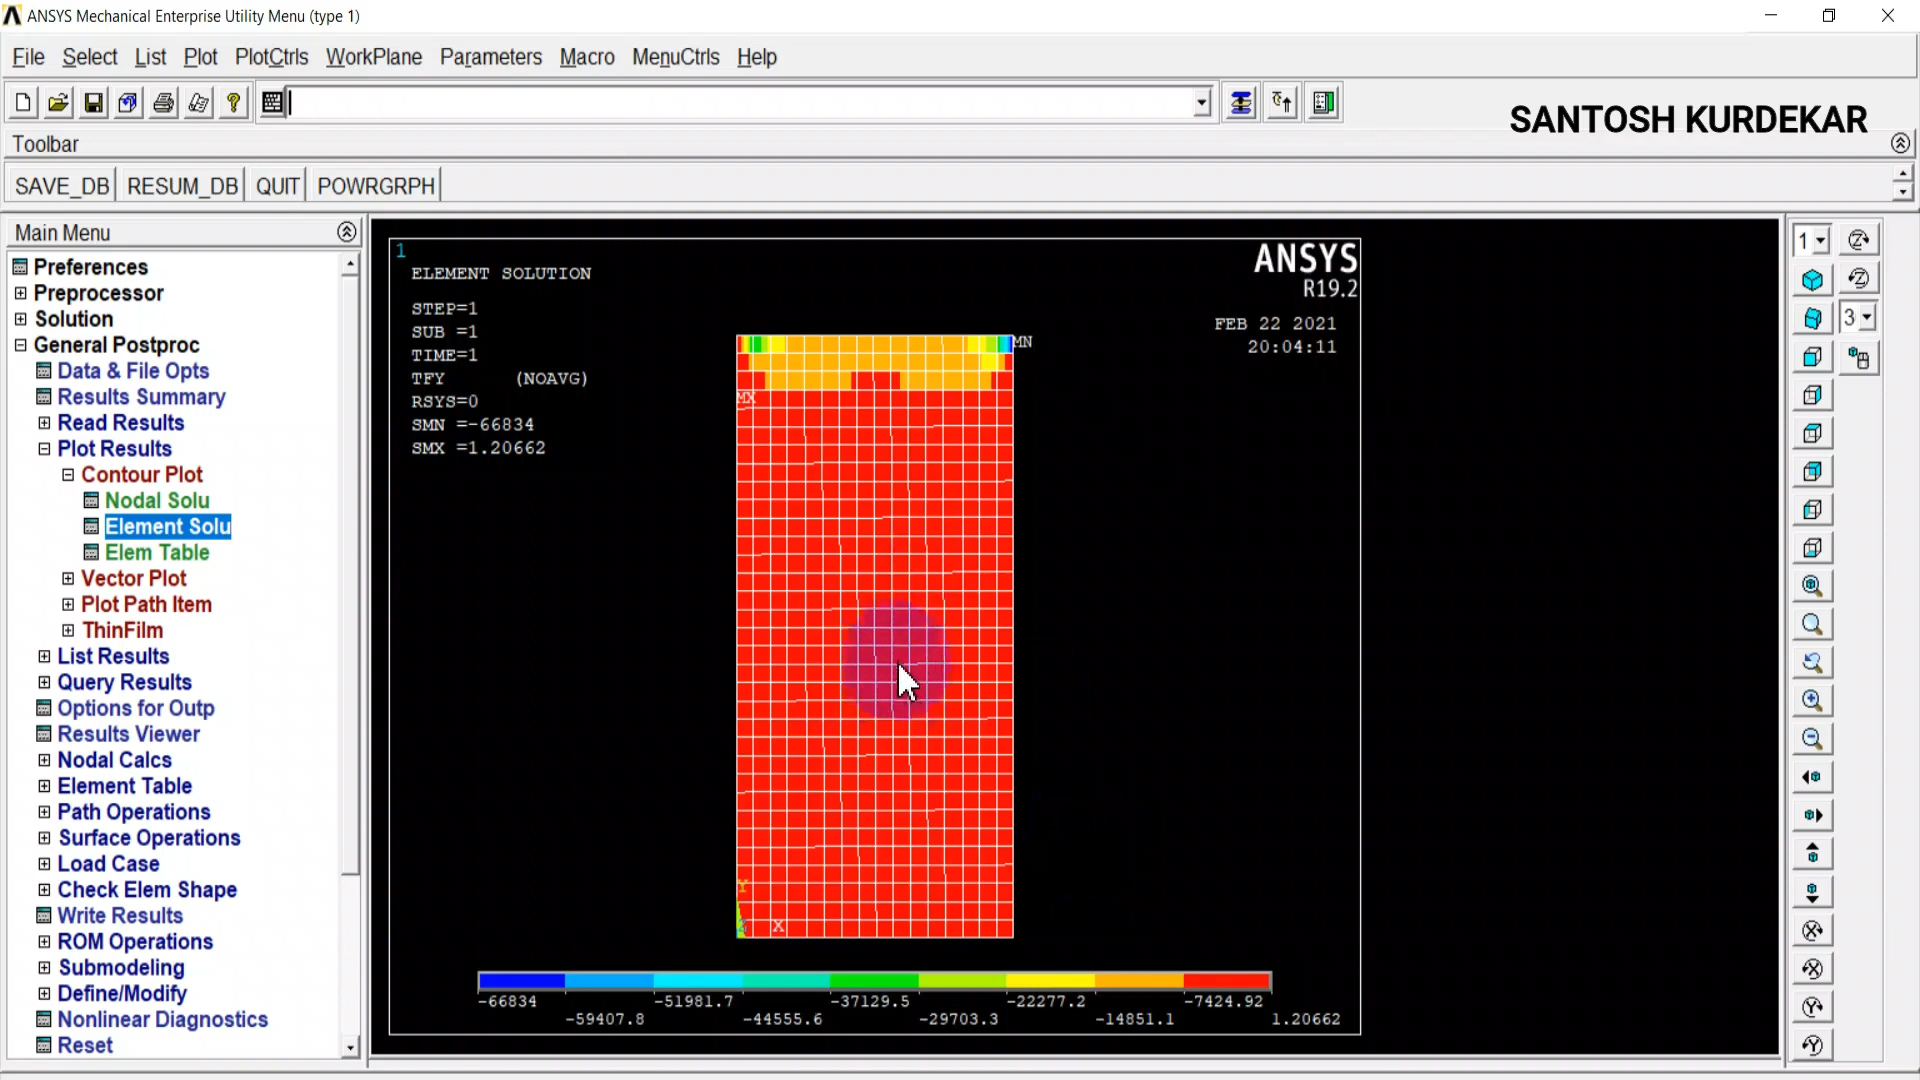 ANSYS Mechanical Enterprise Utility Menu (type 1)
File Select List Plot PlotCtrls WorkPlane Parameters Macro MenuCtrls Help
SANTOSH KURDEKAR
Toolbar
SAVE_DB RESUM_DB QUIT POWRGRPH
Main Menu
Preferences
Preprocessor
Solution
General Postproc
Data & File Opts
Results Summary
Read Results
Plot Results
Contour Plot
Nodal Solu
Element Solu
Elem Table
Vector Plot
Plot Path Item
ThinFilm
List Results
Query Results
Options for Outp
Results Viewer
Nodal Calcs
Element Table
Path Operations
Surface Operations
Load Case
Check Elem Shape
Write Results
ROM Operations
Submodeling
Define/Modify
Nonlinear Diagnostics
Reset
1
ELEMENT SOLUTION
STEP=1
SUB =1
TIME=1
TFY (NOAVG)
RSYS=0
SMN =-66834
SMX =1.20662
ANSYS
R19.2
FEB 22 2021
20:04:11
MN
MX
Y
X
-66834 -51981.7 -37129.5 -22277.2 -7424.92
-59407.8 -44555.6 -29703.3 -14851.1 1.20662
1
3